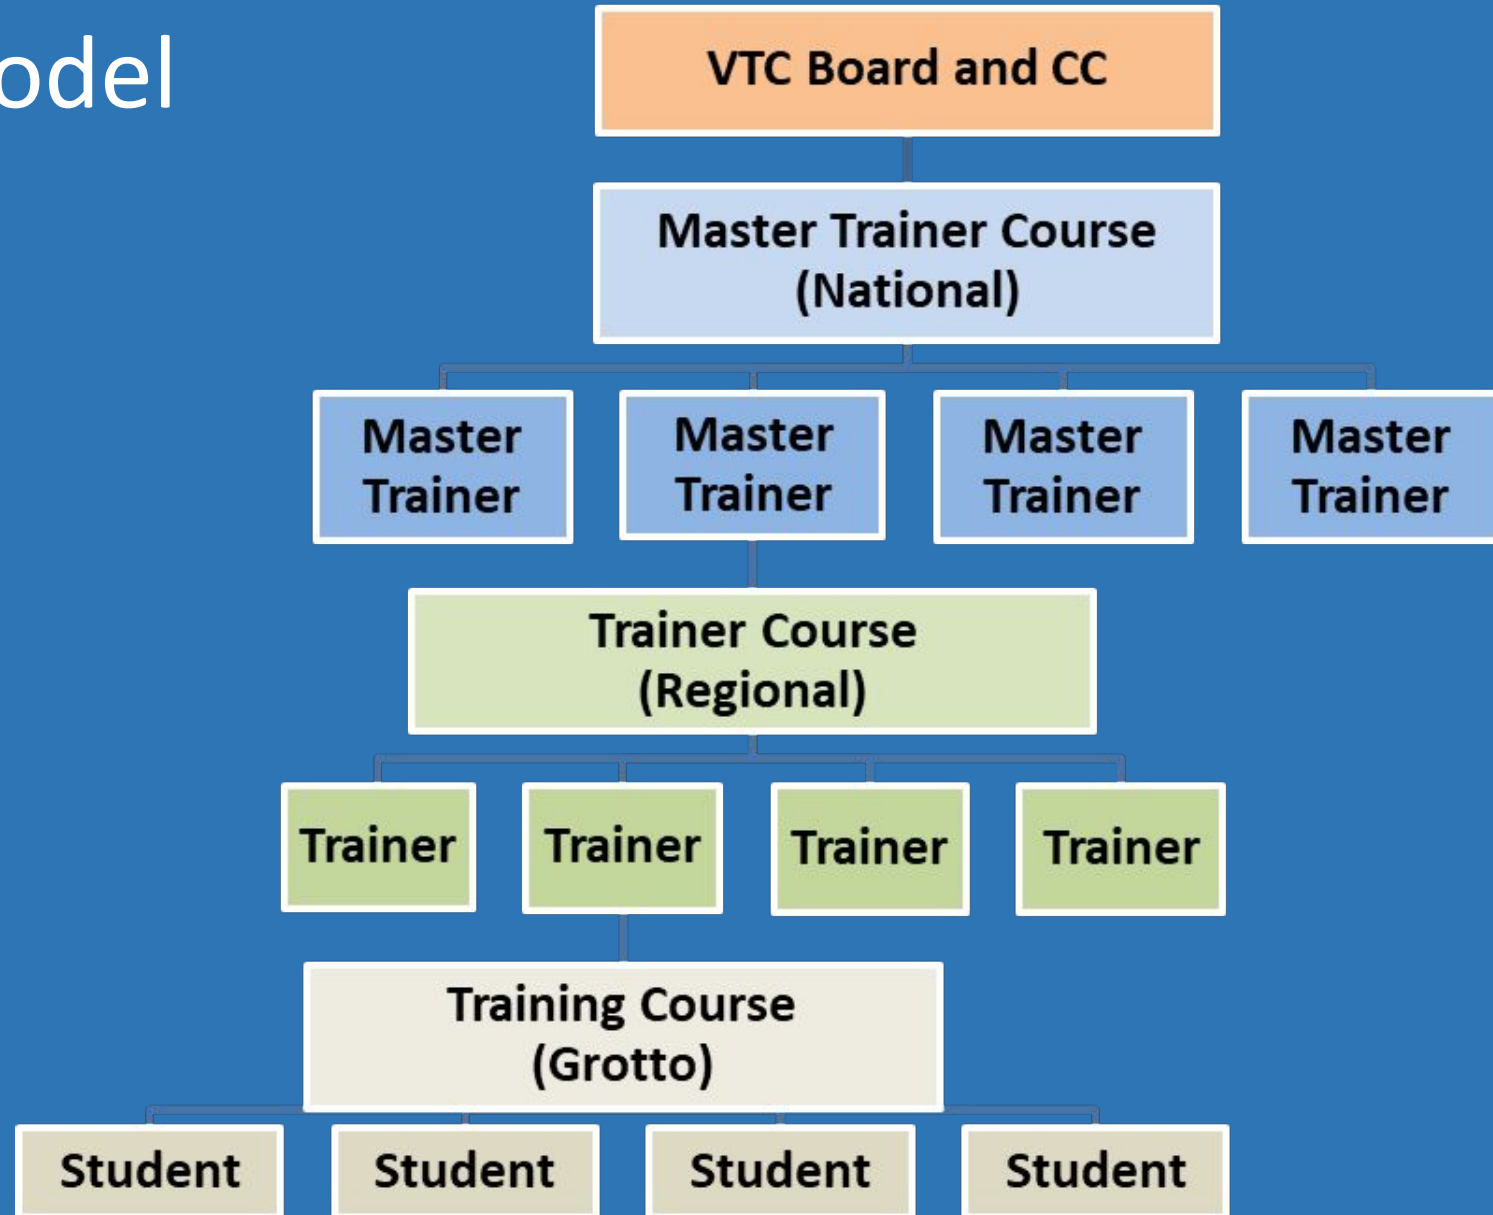 odel
VTC Board and CC
Master Trainer Course
(National)
Master
Trainer
Master
Trainer
Master
Trainer
Master
Trainer
Trainer Course
(Regional)
Trainer
Trainer
Trainer
Trainer
Training Course
(Grotto)
Student
Student
Student
Student